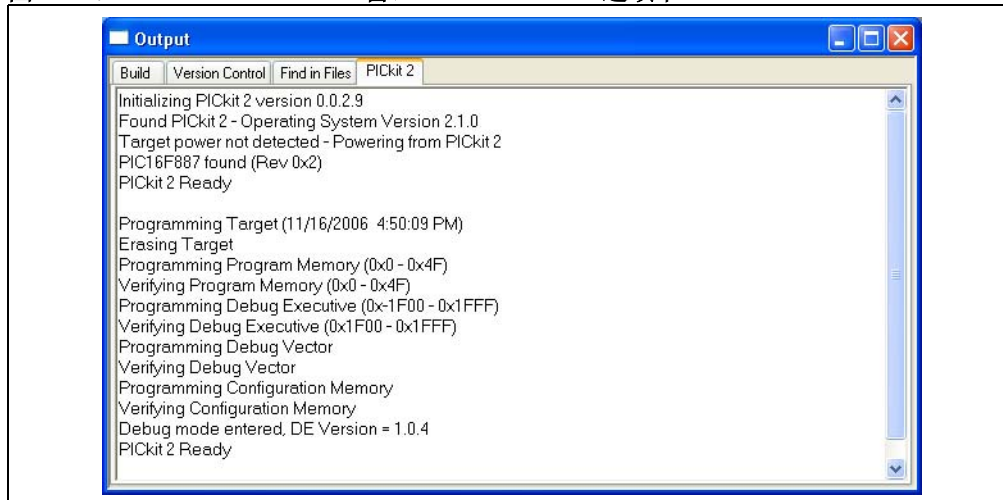 Output
Build Version Control Find in Files PICkit 2
Initializing PICkit 2 version 0.0.2.9
Found PICkit 2 - Operating System Version 2.1.0
Target power not detected - Powering from PICkit 2
PIC16F887 found (Rev 0x2)
PICkit 2 Ready
Programming Target (11/16/2006 4:50:09 PM)
Erasing Target
Programming Program Memory (0x0 - 0x4F)
Verifying Program Memory (0x0 - 0x4F)
Programming Debug Executive (0x-1F00 - 0x1FFF)
Verifying Debug Executive (0x1F00 - 0x1FFF)
Programming Debug Vector
Verifying Debug Vector
Programming Configuration Memory
Verifying Configuration Memory
Debug mode entered, DE Version = 1.0.4
PICkit 2 Ready